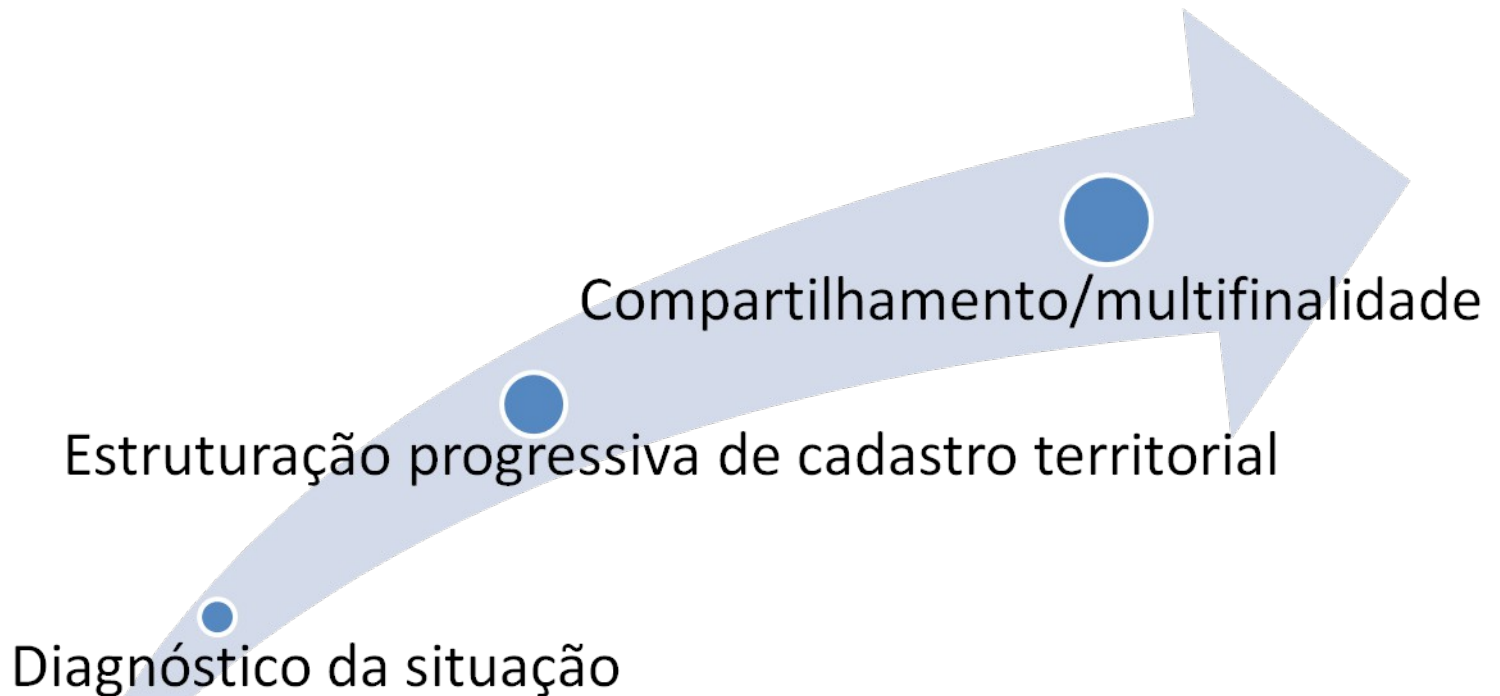 Compartilhamento/multifinalidade
Estruturação progressiva de cadastro territorial
Diagnóstico da situação